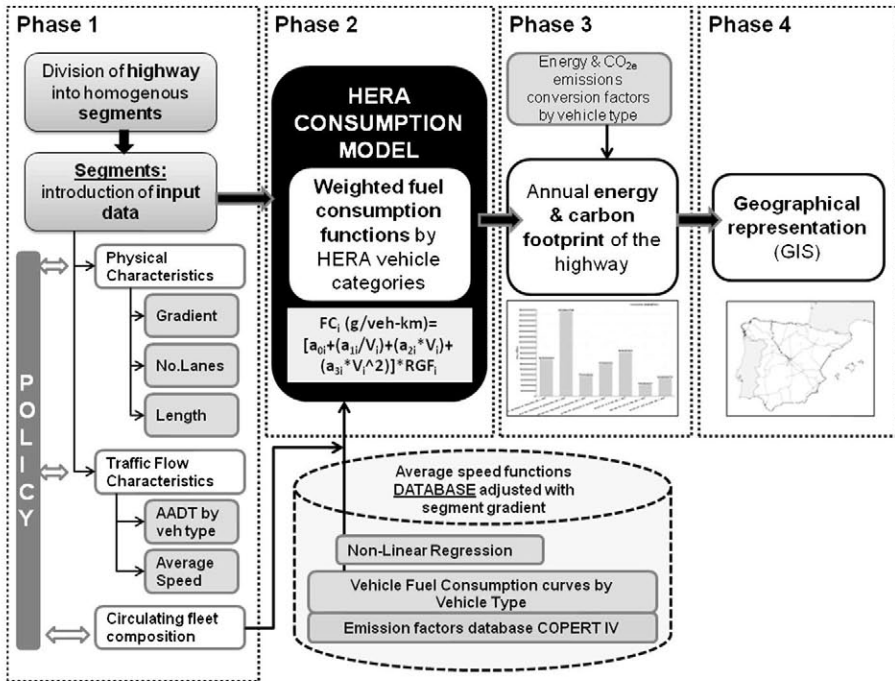 Phase 1
Division of highway
into homogenous
segments
Segments:
introduction of input
data
Physical
Characteristics
Gradient
No.Lanes
Length
Traffic Flow
Characteristics
AADT by
veh type
Average
Speed
Circulating fleet
composition
POLICY
Phase 2
HERA
CONSUMPTION
MODEL
Weighted fuel
consumption
functions by
HERA vehicle
categories
FCᵢ (g/veh-km)=
[a₀ᵢ+(a₁ᵢ/Vᵢ)+(a₂ᵢ*Vᵢ)+
(a₃ᵢ*Vᵢ^2)]*RGFᵢ
Average speed functions
DATABASE adjusted with
segment gradient
Non-Linear Regression
Vehicle Fuel Consumption curves by
Vehicle Type
Emission factors database COPERT IV
Phase 3
Energy & CO₂ₑ
emissions
conversion factors
by vehicle type
Annual energy
& carbon
footprint of the
highway
Phase 4
Geographical
representation
(GIS)